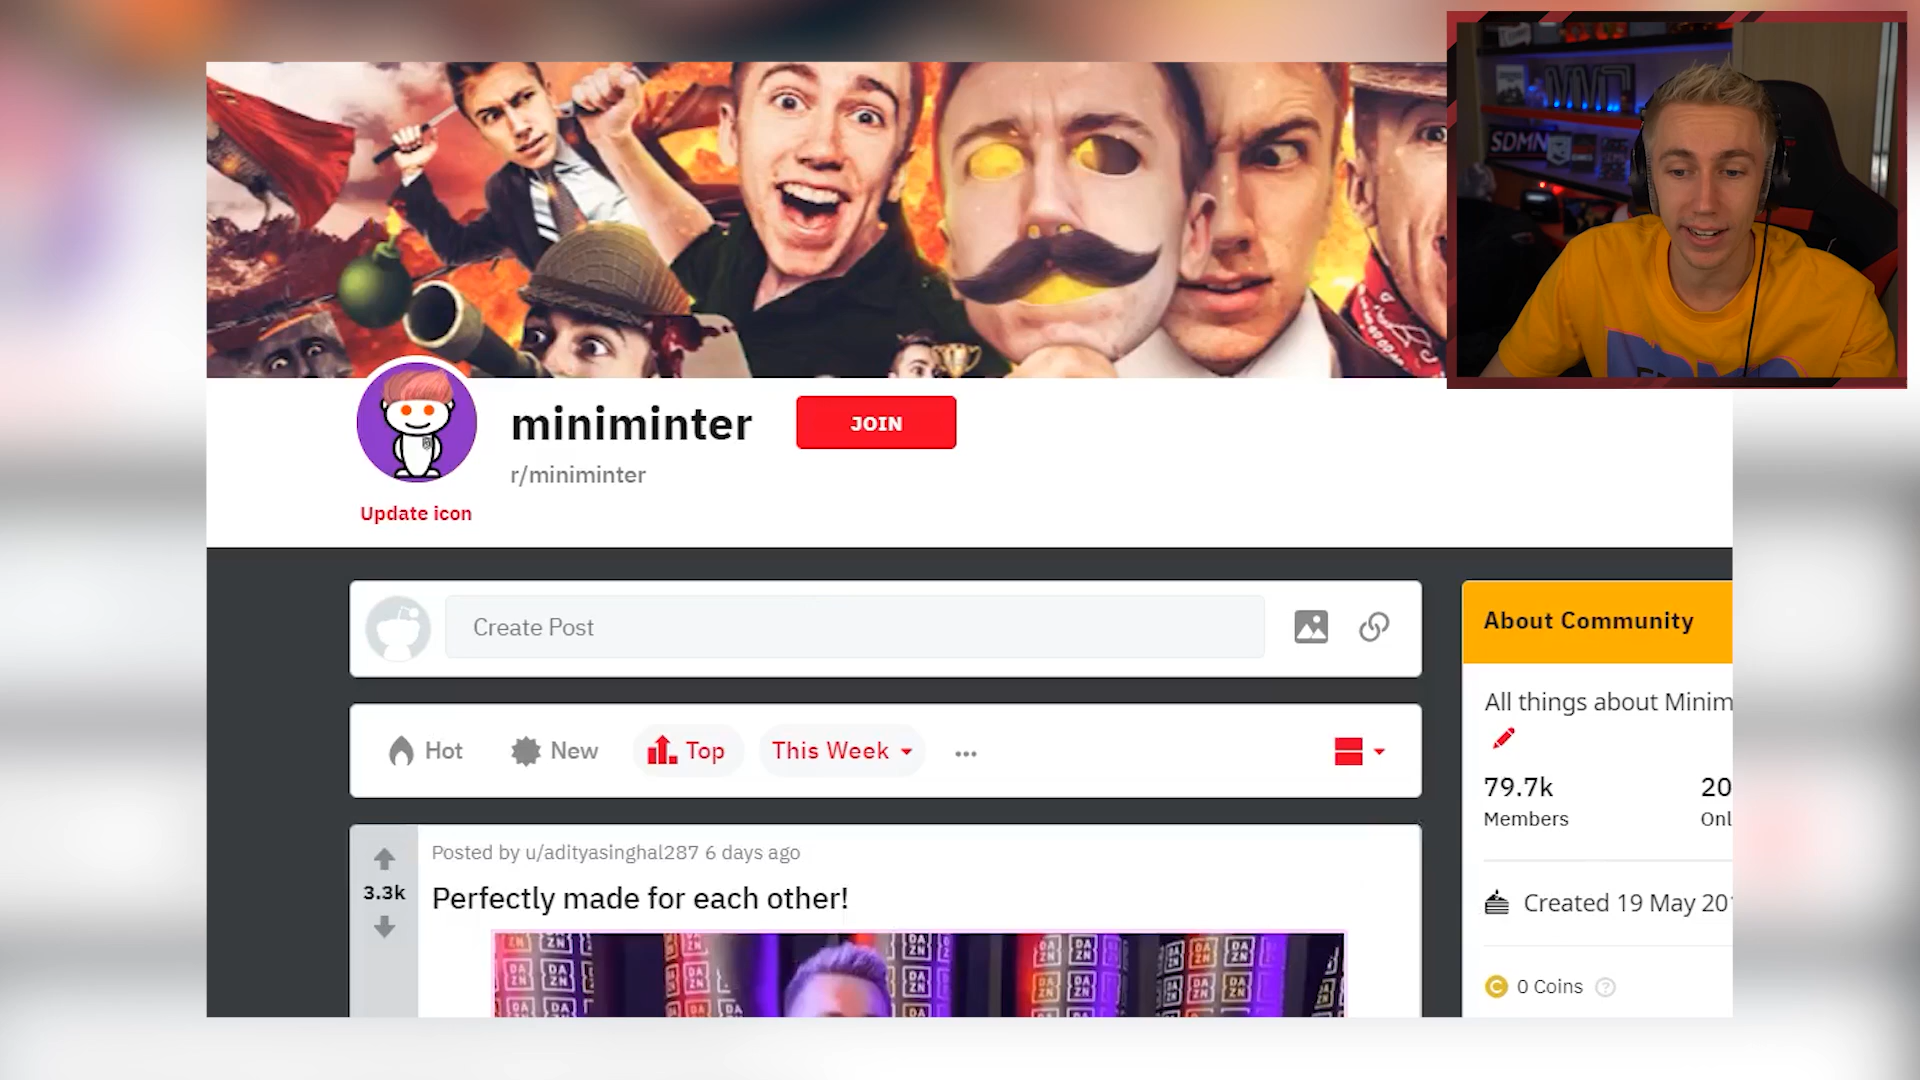 SDMN
miniminter
JOIN
r/miniminter
Update icon
Create Post
About Community
All things about Minim
Hot
New
Top
This Week
79.7k
20
Members
Onl
Posted by u/adityasinghal287 6 days ago
3.3k
Perfectly made for each other!
Created 19 May 20
0 Coins
DA ZN